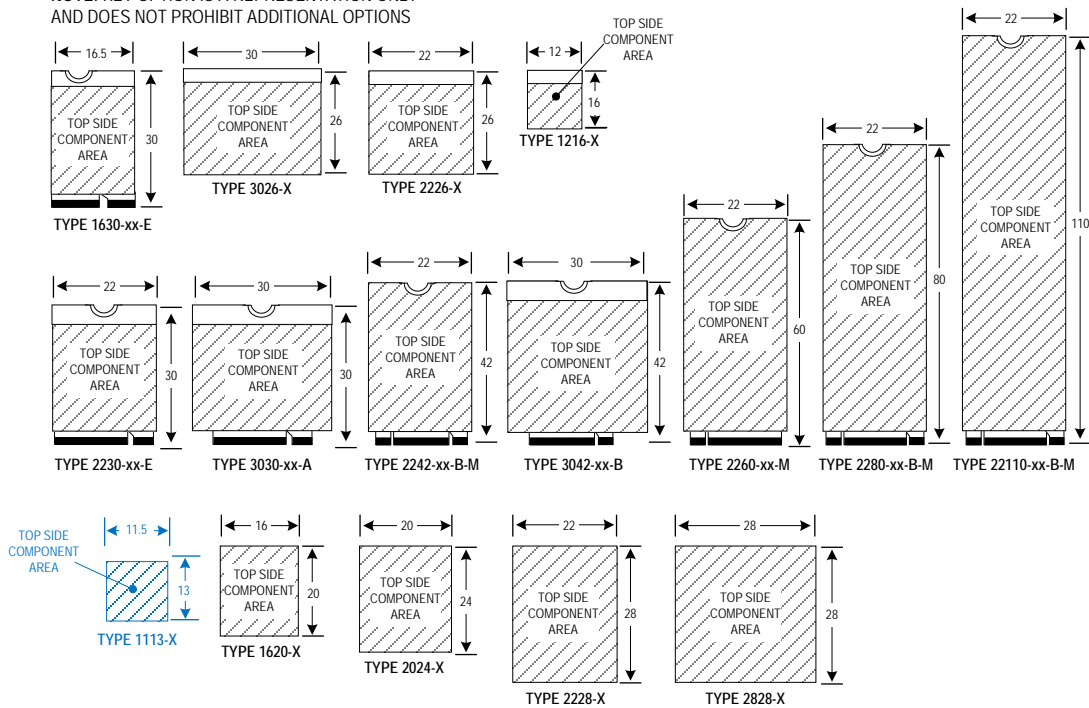 AND DOES NOT PROHIBIT ADDITIONAL OPTIONS
16.5
30
TOP SIDE
COMPONENT
AREA
TYPE 1630-xx-E
30
26
TOP SIDE
COMPONENT
AREA
TYPE 3026-X
22
26
TOP SIDE
COMPONENT
AREA
TYPE 2226-X
12
16
TOP SIDE
COMPONENT
AREA
TYPE 1216-X
22
30
TOP SIDE
COMPONENT
AREA
TYPE 2230-xx-E
30
30
TOP SIDE
COMPONENT
AREA
TYPE 3030-xx-A
22
42
TOP SIDE
COMPONENT
AREA
TYPE 2242-xx-B-M
30
42
TOP SIDE
COMPONENT
AREA
TYPE 3042-xx-B
22
60
TOP SIDE
COMPONENT
AREA
TYPE 2260-xx-M
22
80
TOP SIDE
COMPONENT
AREA
TYPE 2280-xx-B-M
22
110
TOP SIDE
COMPONENT
AREA
TYPE 22110-xx-B-M
11.5
13
TOP SIDE
COMPONENT
AREA
TYPE 1113-X
16
20
TOP SIDE
COMPONENT
AREA
TYPE 1620-X
20
24
TOP SIDE
COMPONENT
AREA
TYPE 2024-X
22
28
TOP SIDE
COMPONENT
AREA
TYPE 2228-X
28
28
TOP SIDE
COMPONENT
AREA
TYPE 2828-X